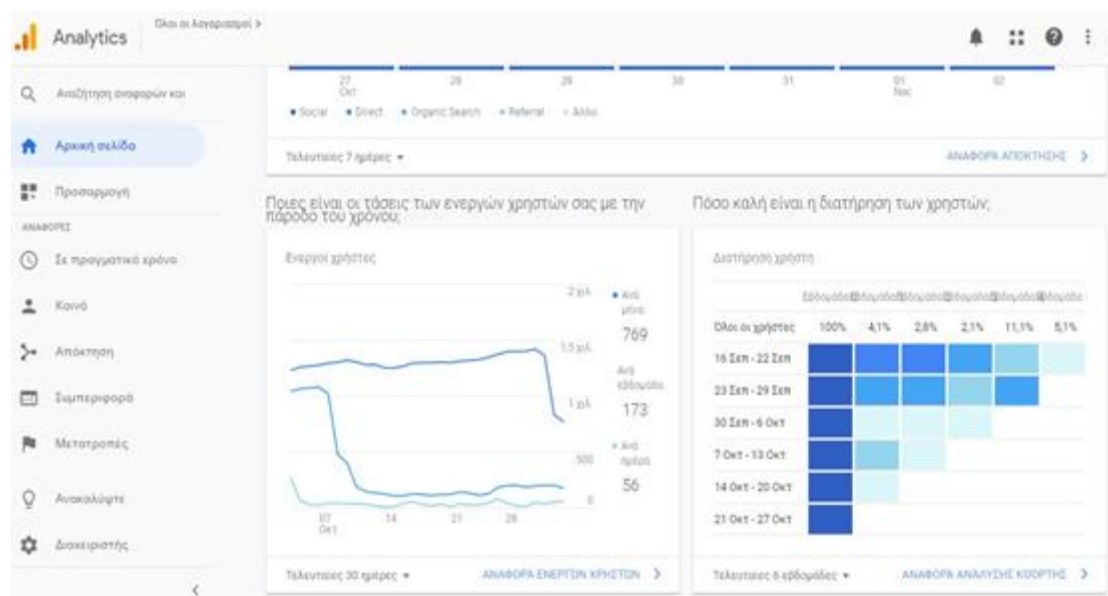 Analytics
Όλοι οι λογαριασμοί >
Αναζήτηση αναφορών και
Αρχική σελίδα
Προσαρμογή
ΑΝΑΦΟΡΕΣ
Σε πραγματικό χρόνο
Κοινό
Απόκτηση
Συμπεριφορά
Μετατροπές
Ανακαλύψτε
Διαχειριστής
27 28 29 30 31 01 02
Οκτ Νοε
Social Direct Organic Search Referral Άλλο
Τελευταίες 7 ημέρες
ΑΝΑΦΟΡΑ ΑΠΟΚΤΗΣΗΣ
Ποιες είναι οι τάσεις των ενεργών χρηστών σας με την
πάροδο του χρόνου;
Ενεργοί χρήστες
2 χιλ.
1,5 χιλ.
1 χιλ.
500
0
Ανά
μήνα
769
Ανά
εβδομάδα
173
Ανά
ημέρα
56
07 14 21 28
Οκτ
Τελευταίες 30 ημέρες
ΑΝΑΦΟΡΑ ΕΝΕΡΓΩΝ ΧΡΗΣΤΩΝ
Πόσο καλή είναι η διατήρηση των χρηστών;
Διατήρηση χρήστη
Όλοι οι χρήστες 100% 4,1% 2,8% 2,1% 11,1% 5,1%
16 Σεπ - 22 Σεπ
23 Σεπ - 29 Σεπ
30 Σεπ - 6 Οκτ
7 Οκτ - 13 Οκτ
14 Οκτ - 20 Οκτ
21 Οκτ - 27 Οκτ
Τελευταίες 6 εβδομάδες
ΑΝΑΦΟΡΑ ΑΝΑΛΥΣΗΣ ΚΟΟΡΤΗΣ